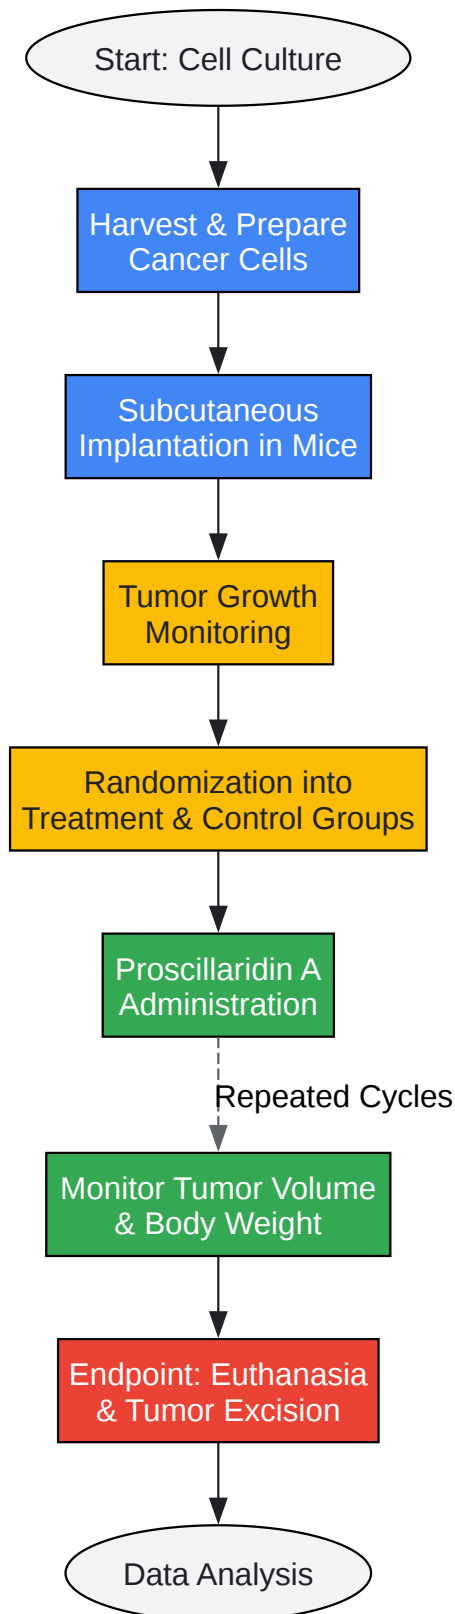 Start: Cell Culture
Harvest & Prepare
Cancer Cells
Subcutaneous
Implantation in Mice
Tumor Growth
Monitoring
Randomization into
Treatment & Control Groups
Proscillaridin A
Administration
Repeated Cycles
Monitor Tumor Volume
& Body Weight
Endpoint: Euthanasia
& Tumor Excision
Data Analysis